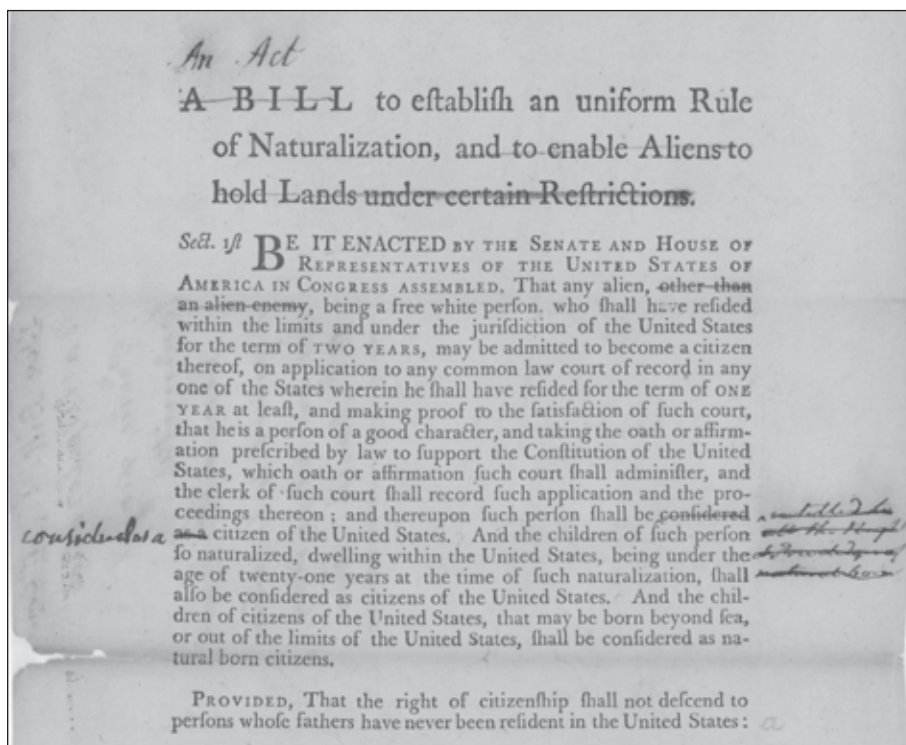 An Act
A BILL to eſtabliſh an uniform Rule
of Naturalization, and to enable Aliens to
hold Lands under certain Reſtrictions.
Sect. 1ſt BE IT ENACTED BY THE SENATE AND HOUSE OF
REPRESENTATIVES OF THE UNITED STATES OF
AMERICA IN CONGRESS ASSEMBLED, That any alien, other than
an alien enemy, being a free white perſon, who ſhall have reſided
within the limits and under the juriſdiction of the United States
for the term of TWO YEARS, may be admitted to become a citizen
thereof, on application to any common law court of record in any
one of the States wherein he ſhall have reſided for the term of ONE
YEAR at leaſt, and making proof to the ſatisfaction of ſuch court,
that he is a perſon of a good character, and taking the oath or affirm-
ation preſcribed by law to ſupport the Conſtitution of the United
States, which oath or affirmation ſuch court ſhall adminiſter, and
the clerk of ſuch court ſhall record ſuch application and the pro-
ceedings thereon; and thereupon ſuch perſon ſhall be conſidered
considered as a as a citizen of the United States. And the children of ſuch perſon
ſo naturalized, dwelling within the United States, being under the
age of twenty-one years at the time of ſuch naturalization, ſhall
alſo be conſidered as citizens of the United States. And the chil-
dren of citizens of the United States, that may be born beyond ſea,
or out of the limits of the United States, ſhall be conſidered as na-
tural born citizens.
PROVIDED, That the right of citizenſhip ſhall not deſcend to
perſons whoſe fathers have never been reſident in the United States: a